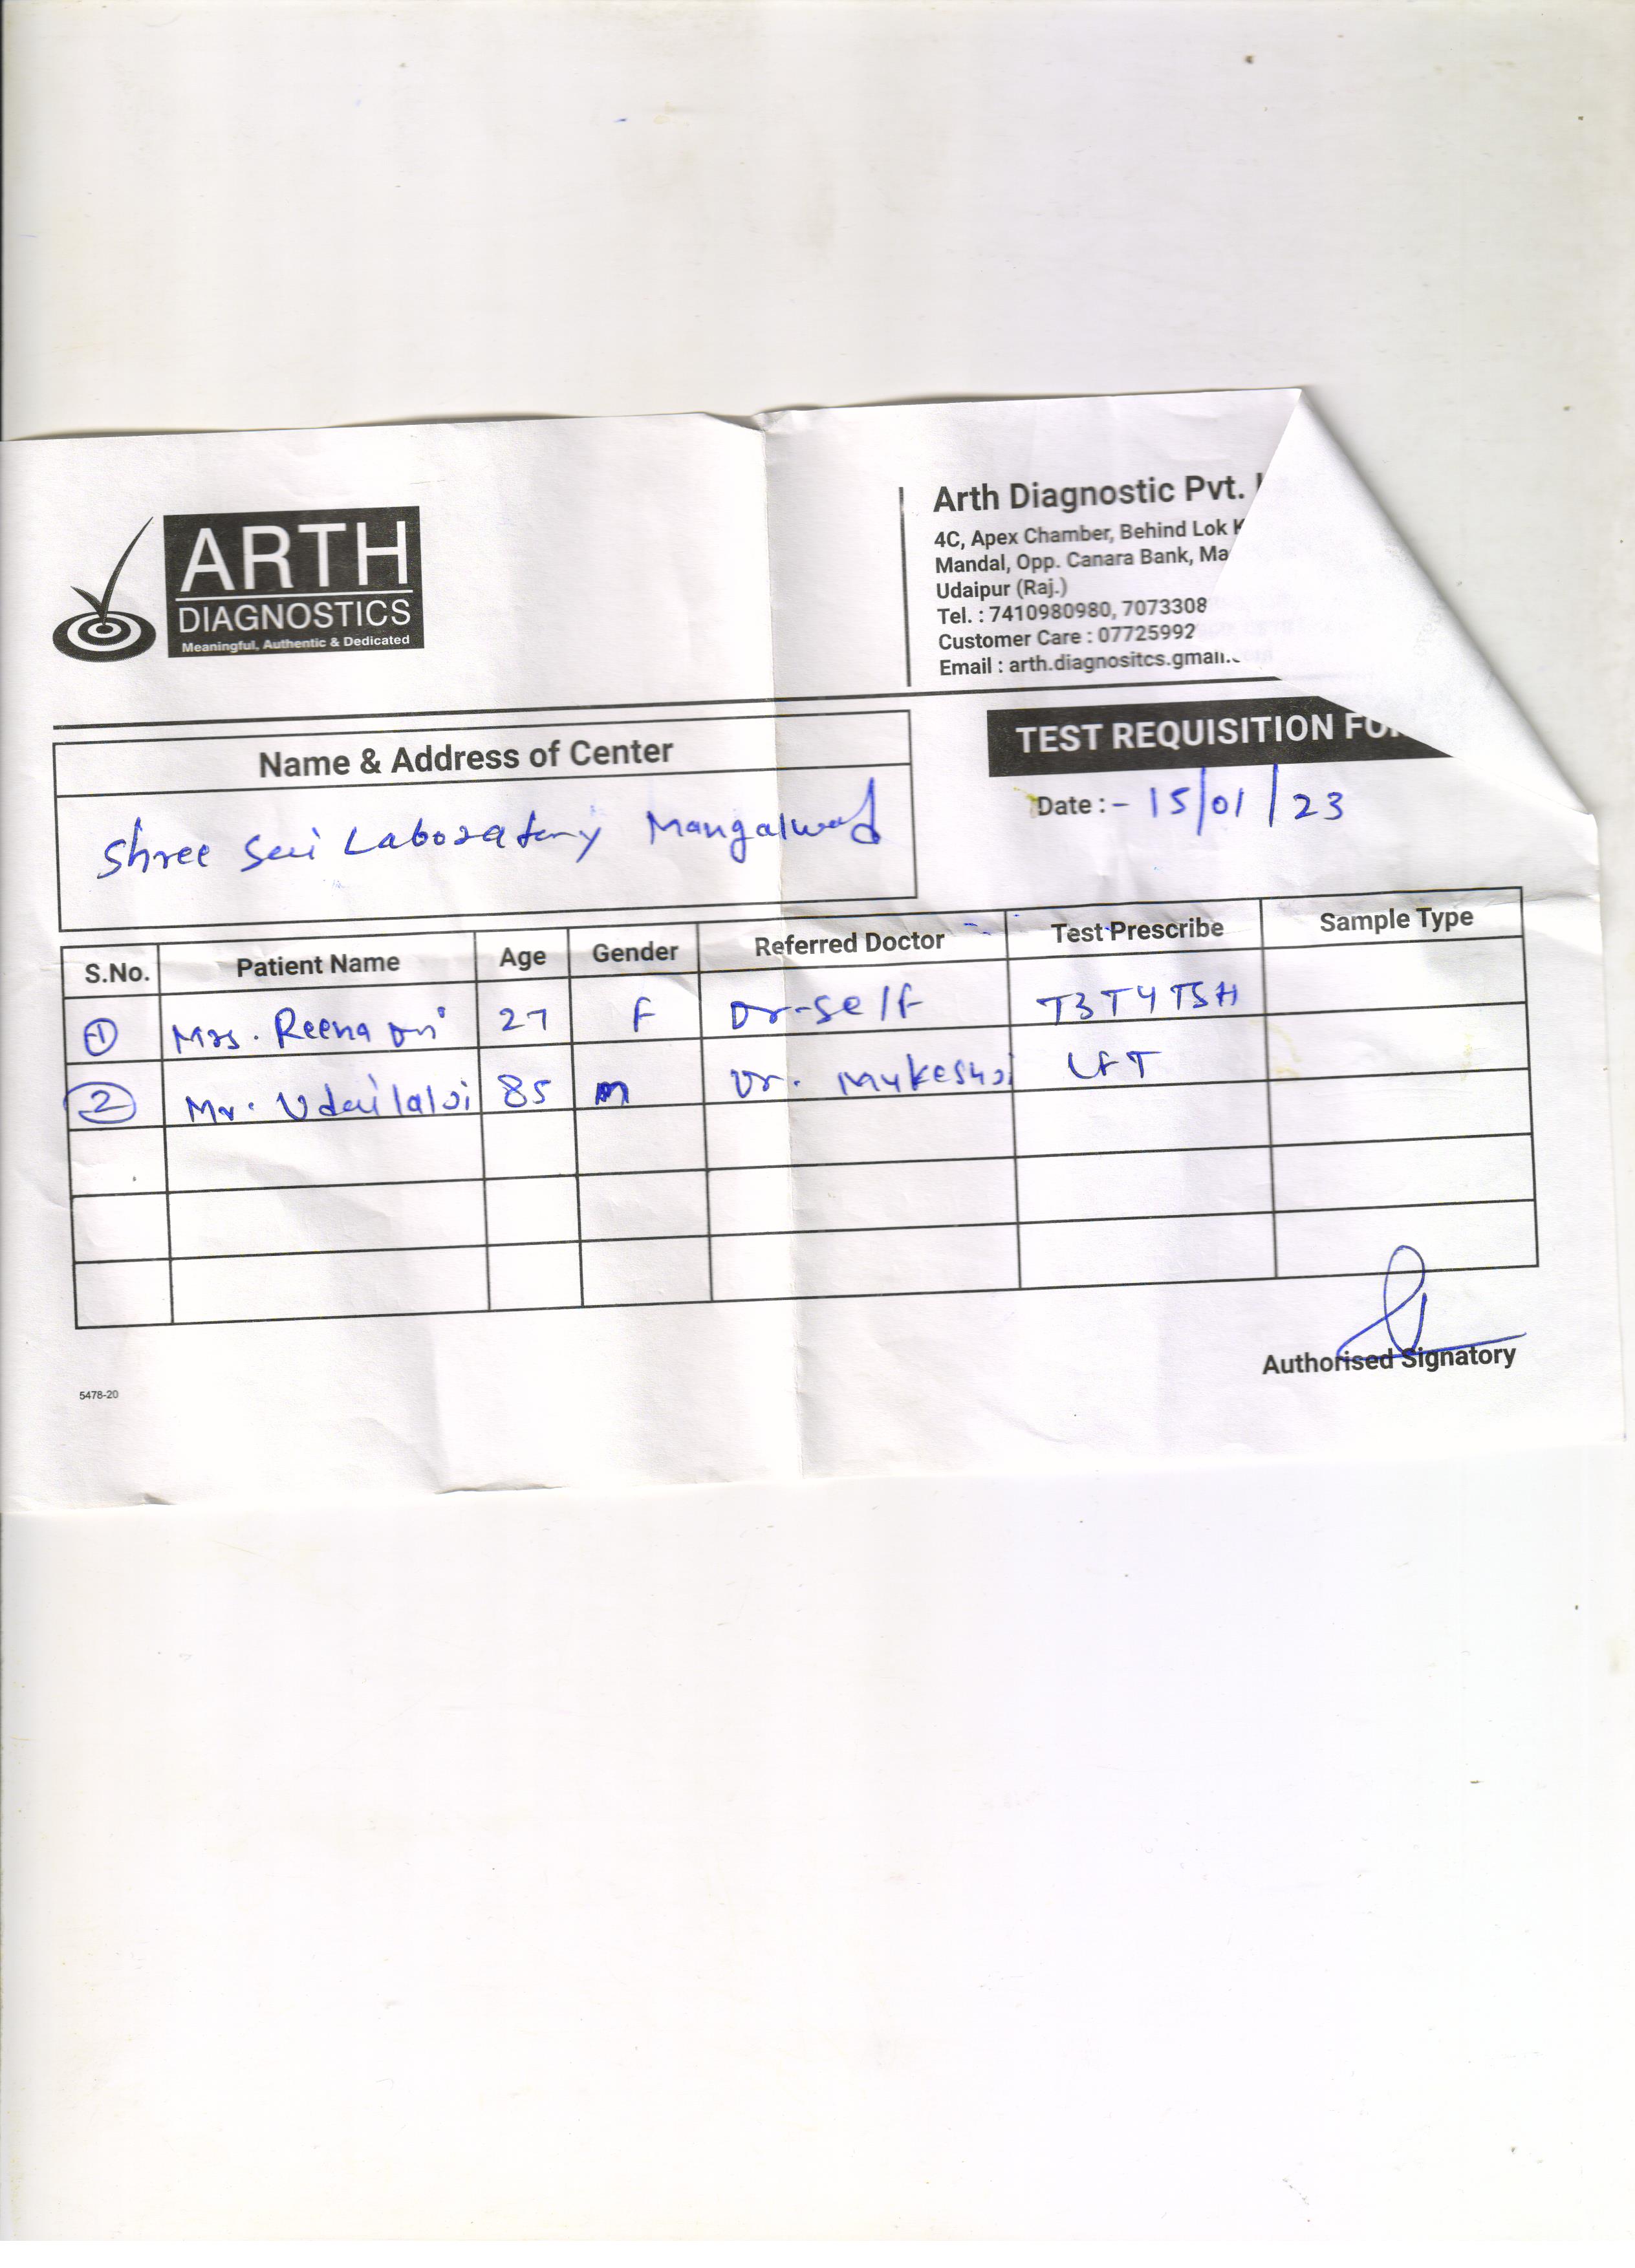 ARTH
DIAGNOSTICS
Meaningful, Authentic & Dedicated
Arth Diagnostic Pvt.
4C, Apex Chamber, Behind Lok K
Mandal, Opp. Canara Bank, Ma
Udaipur (Raj.)
Tel. : 7410980980, 7073308
Customer Care : 07725992
Email : arth.diagnositcs.gmail.
Name & Address of Center
Shree Sai Laboratory Mangalwad
TEST REQUISITION FO
Date :- 15/01/23
S.No. Patient Name Age Gender Referred Doctor Test Prescribe Sample Type
1 Mrs. Reena 27 F Dr-self T3T4TSH
2 Mr. Udailalji 85 m Dr. Mukeshji LFT
Authorised Signatory
5478-20